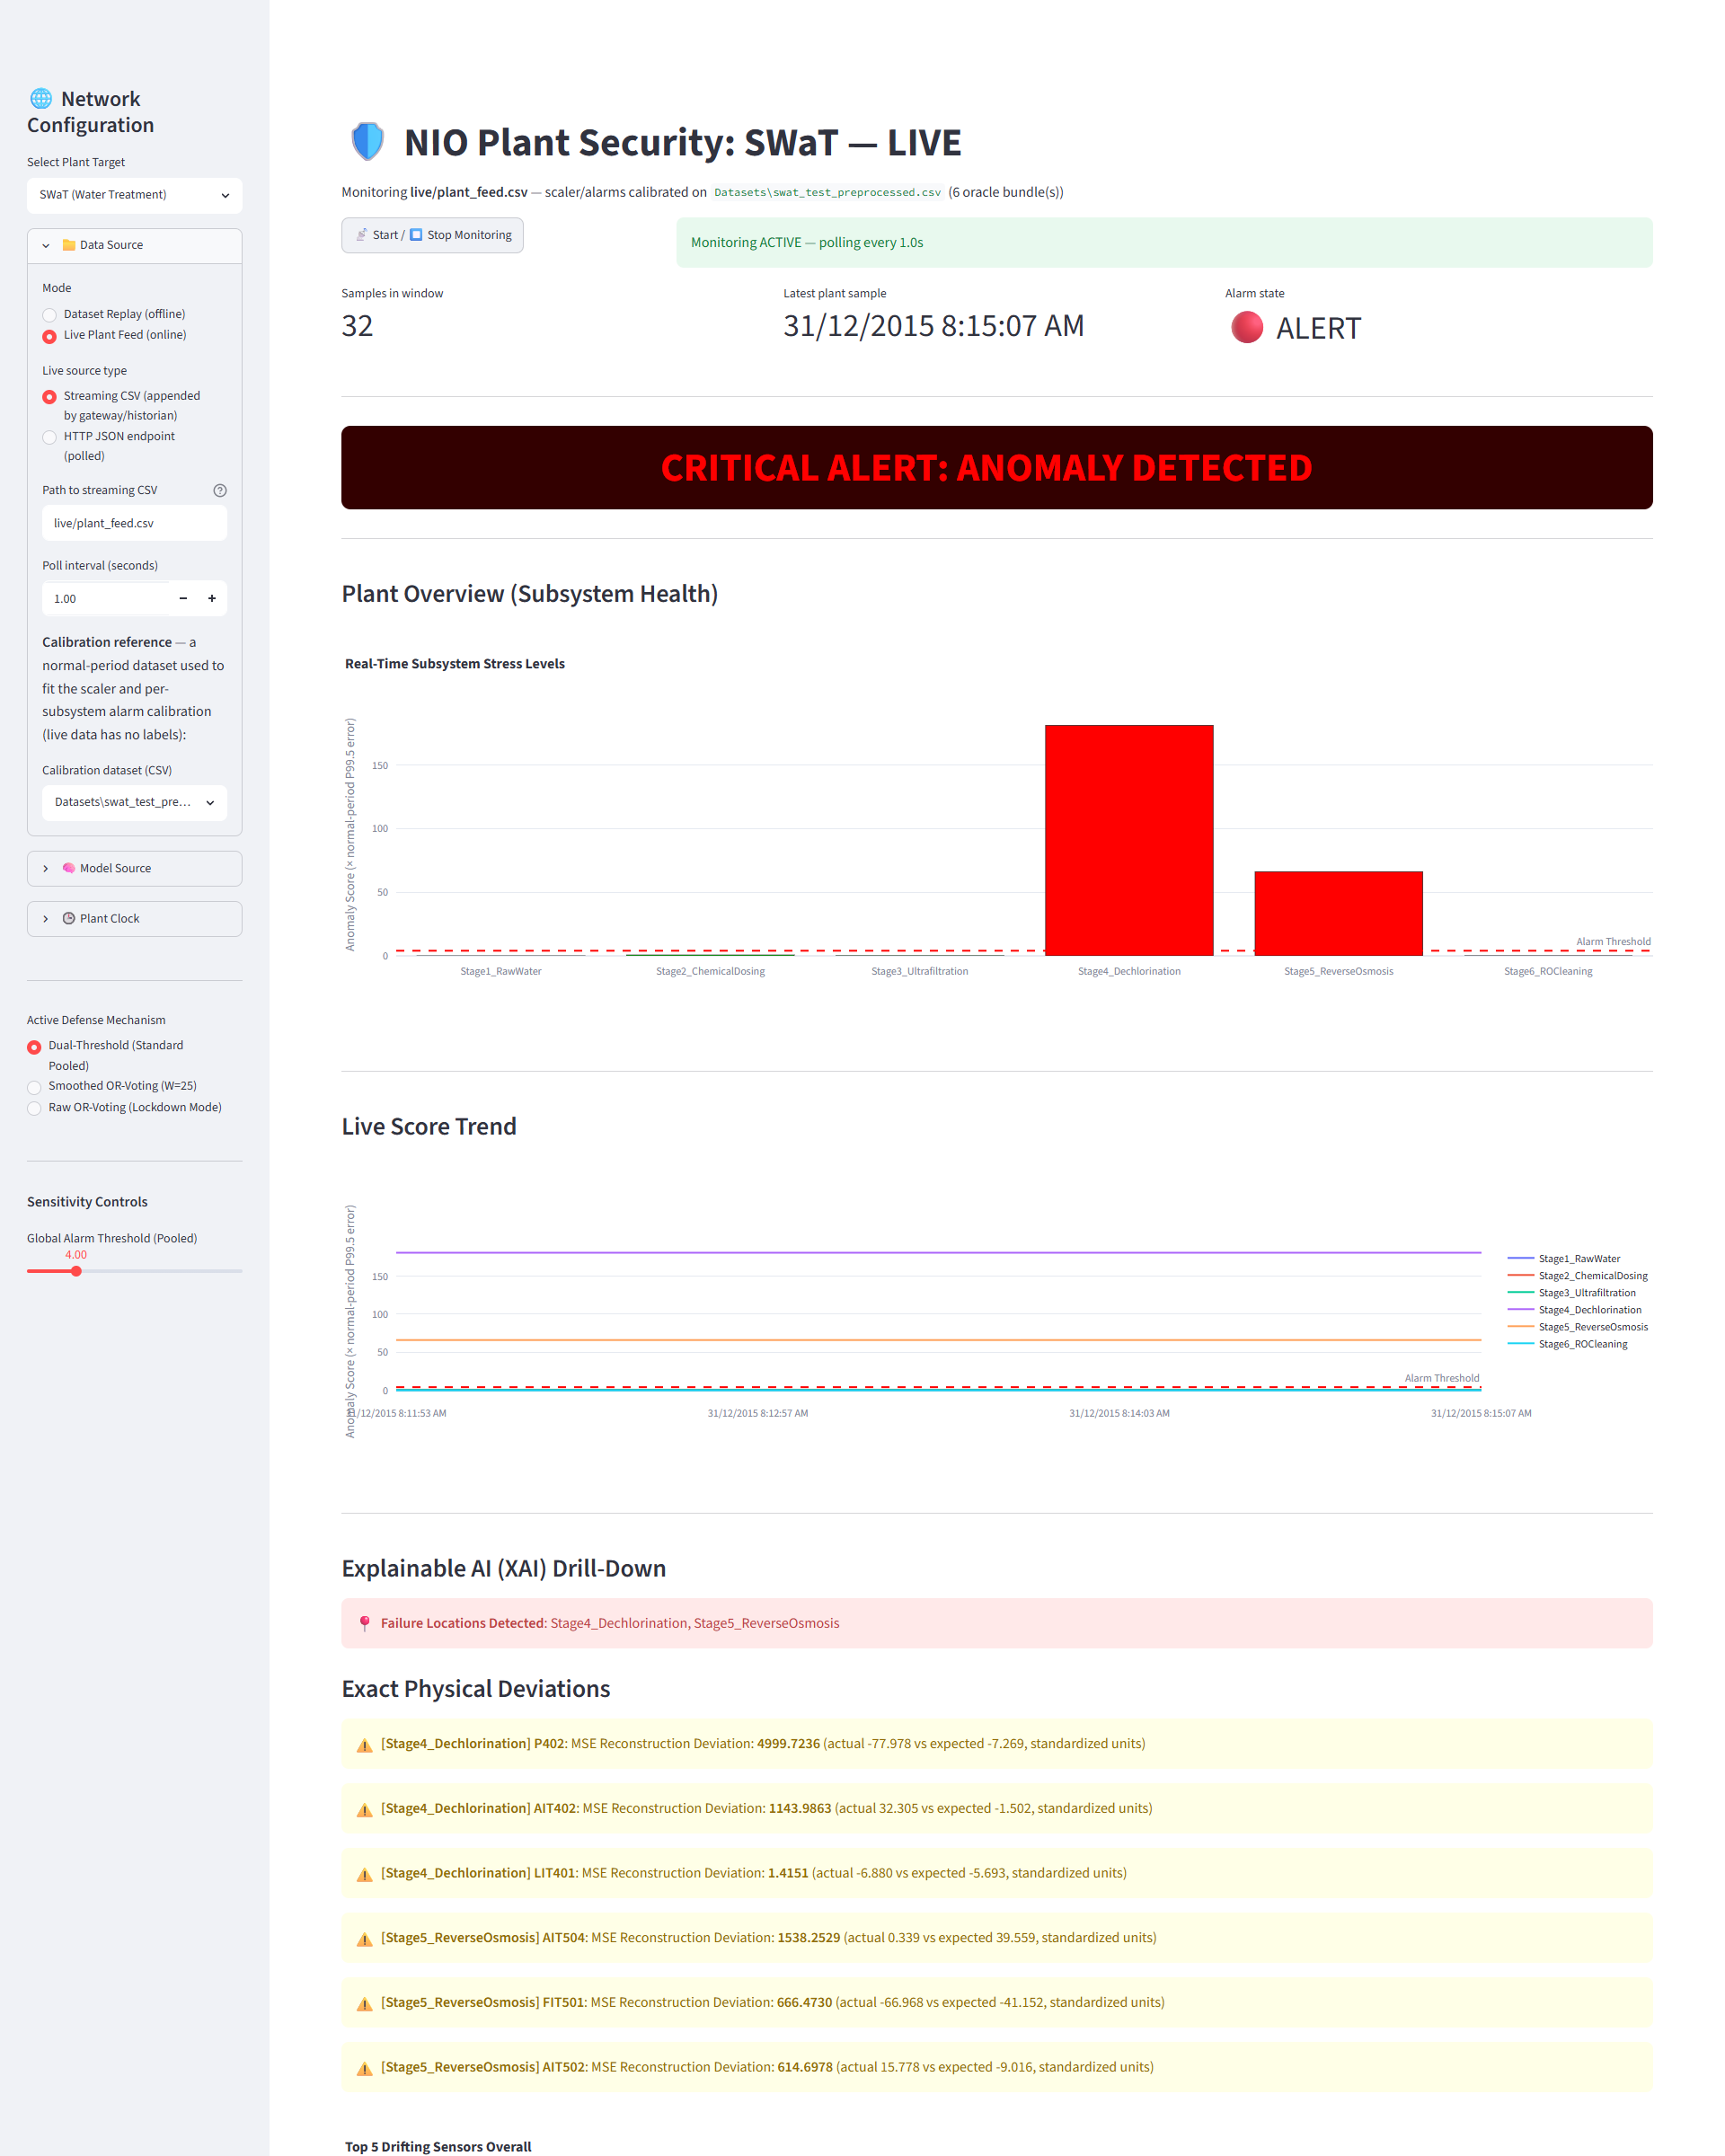 🌐 Network
Configuration
Select Plant Target
SWaT (Water Treatment)
📁 Data Source
Mode
Dataset Replay (offline)
Live Plant Feed (online)
Live source type
Streaming CSV (appended
by gateway/historian)
HTTP JSON endpoint
(polled)
Path to streaming CSV
live/plant_feed.csv
Poll interval (seconds)
1.00
Calibration reference — a
normal-period dataset used to
fit the scaler and per-
subsystem alarm calibration
(live data has no labels):
Calibration dataset (CSV)
Datasets\swat_test_pre...
🧠 Model Source
🕒 Plant Clock
Active Defense Mechanism
Dual-Threshold (Standard
Pooled)
Smoothed OR-Voting (W=25)
Raw OR-Voting (Lockdown Mode)
Sensitivity Controls
Global Alarm Threshold (Pooled)
4.00
🛡️ NIO Plant Security: SWaT — LIVE
Monitoring live/plant_feed.csv — scaler/alarms calibrated on Datasets\swat_test_preprocessed.csv (6 oracle bundle(s))
📡 Start / ⏹️ Stop Monitoring
Monitoring ACTIVE — polling every 1.0s
Samples in window
32
Latest plant sample
31/12/2015 8:15:07 AM
Alarm state
🔴 ALERT
CRITICAL ALERT: ANOMALY DETECTED
Plant Overview (Subsystem Health)
Real-Time Subsystem Stress Levels
Anomaly Score (× normal-period P99.5 error)
150
100
50
0
Alarm Threshold
Stage1_RawWater
Stage2_ChemicalDosing
Stage3_Ultrafiltration
Stage4_Dechlorination
Stage5_ReverseOsmosis
Stage6_ROCleaning
Live Score Trend
Anomaly Score (× normal-period P99.5 error)
150
100
50
0
Alarm Threshold
31/12/2015 8:11:53 AM
31/12/2015 8:12:57 AM
31/12/2015 8:14:03 AM
31/12/2015 8:15:07 AM
Stage1_RawWater
Stage2_ChemicalDosing
Stage3_Ultrafiltration
Stage4_Dechlorination
Stage5_ReverseOsmosis
Stage6_ROCleaning
Explainable AI (XAI) Drill-Down
📍 Failure Locations Detected: Stage4_Dechlorination, Stage5_ReverseOsmosis
Exact Physical Deviations
⚠️ [Stage4_Dechlorination] P402: MSE Reconstruction Deviation: 4999.7236 (actual -77.978 vs expected -7.269, standardized units)
⚠️ [Stage4_Dechlorination] AIT402: MSE Reconstruction Deviation: 1143.9863 (actual 32.305 vs expected -1.502, standardized units)
⚠️ [Stage4_Dechlorination] LIT401: MSE Reconstruction Deviation: 1.4151 (actual -6.880 vs expected -5.693, standardized units)
⚠️ [Stage5_ReverseOsmosis] AIT504: MSE Reconstruction Deviation: 1538.2529 (actual 0.339 vs expected 39.559, standardized units)
⚠️ [Stage5_ReverseOsmosis] FIT501: MSE Reconstruction Deviation: 666.4730 (actual -66.968 vs expected -41.152, standardized units)
⚠️ [Stage5_ReverseOsmosis] AIT502: MSE Reconstruction Deviation: 614.6978 (actual 15.778 vs expected -9.016, standardized units)
Top 5 Drifting Sensors Overall